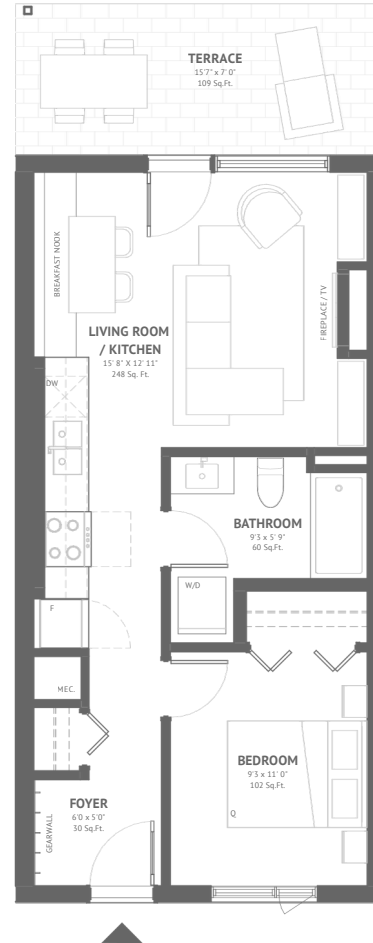 TERRACE
15'7" x 7' 0"
109 Sq.Ft.
BREAKFAST NOOK
FIREPLACE / TV
LIVING ROOM
/ KITCHEN
15' 8" X 12' 11"
248 Sq. Ft.
DW
BATHROOM
9'3 x 5' 9"
60 Sq.Ft.
W/D
F
MEC.
BEDROOM
9'3 x 11' 0"
102 Sq.Ft.
Q
FOYER
6'0 x 5'0"
30 Sq.Ft.
GEARWALL